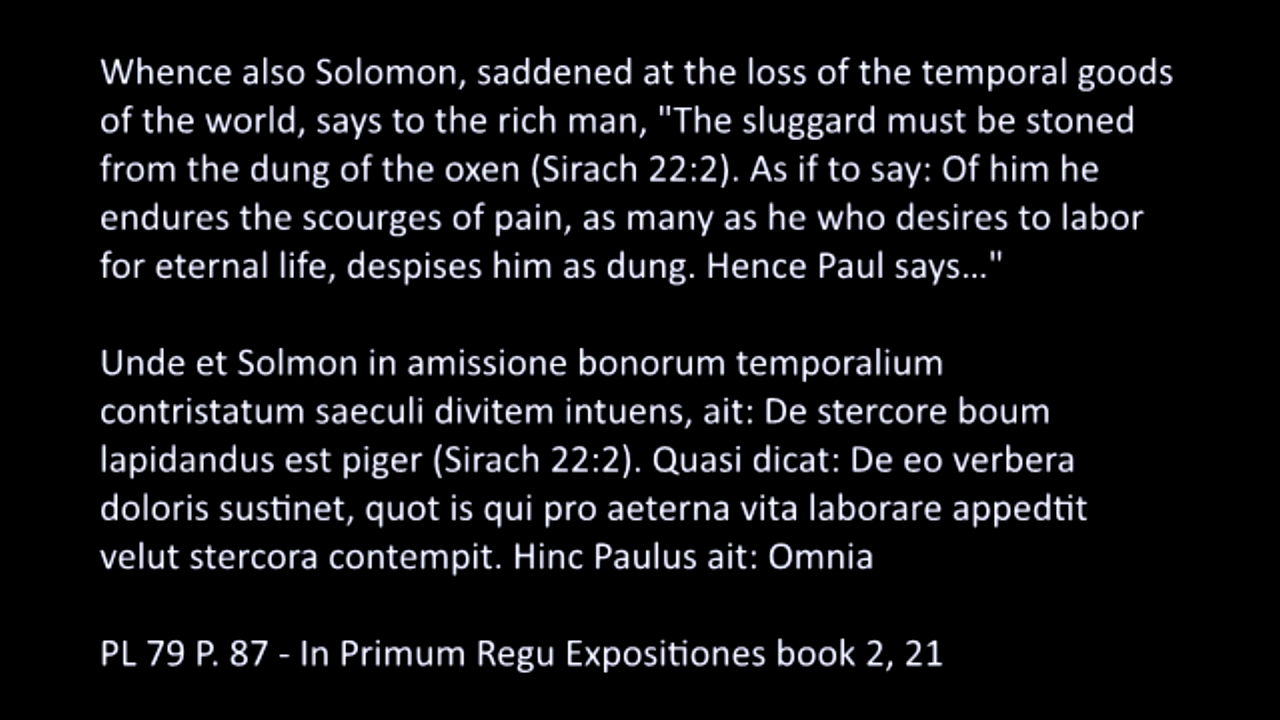 Whence also Solomon, saddened at the loss of the temporal goods
of the world, says to the rich man, "The sluggard must be stoned
from the dung of the oxen (Sirach 22:2). As if to say: Of him he
endures the scourges of pain, as many as he who desires to labor
for eternal life, despises him as dung. Hence Paul says..."
Unde et Solmon in amissione bonorum temporalium
contristatum saeculi divitem intuens, ait: De stercore boum
lapidandus est piger (Sirach 22:2). Quasi dicat: De eo verbera
doloris sustinet, quot is qui pro aeterna vita laborare appedtit
velut stercora contempit. Hinc Paulus ait: Omnia
PL 79 P. 87 - In Primum Regu Expositiones book 2, 21